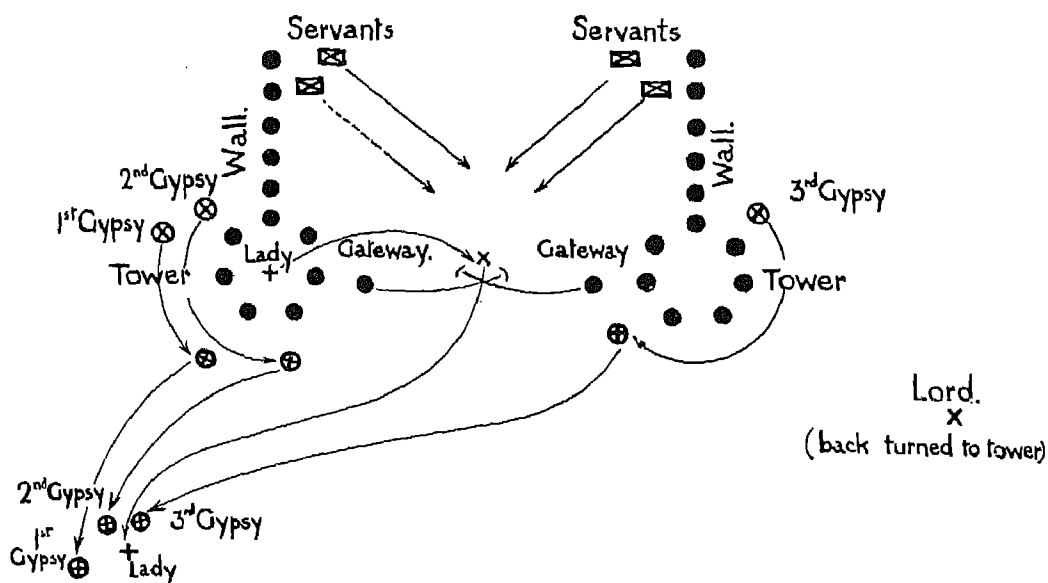 Servants
Servants
Wall.
Wall.
2nd Gypsy
3rd Gypsy
1st Gypsy
Lady
Gateway.
Gateway
Tower
Tower
Lord.
(back turned to tower)
2nd Gypsy
3rd Gypsy
1st
Gypsy
Lady